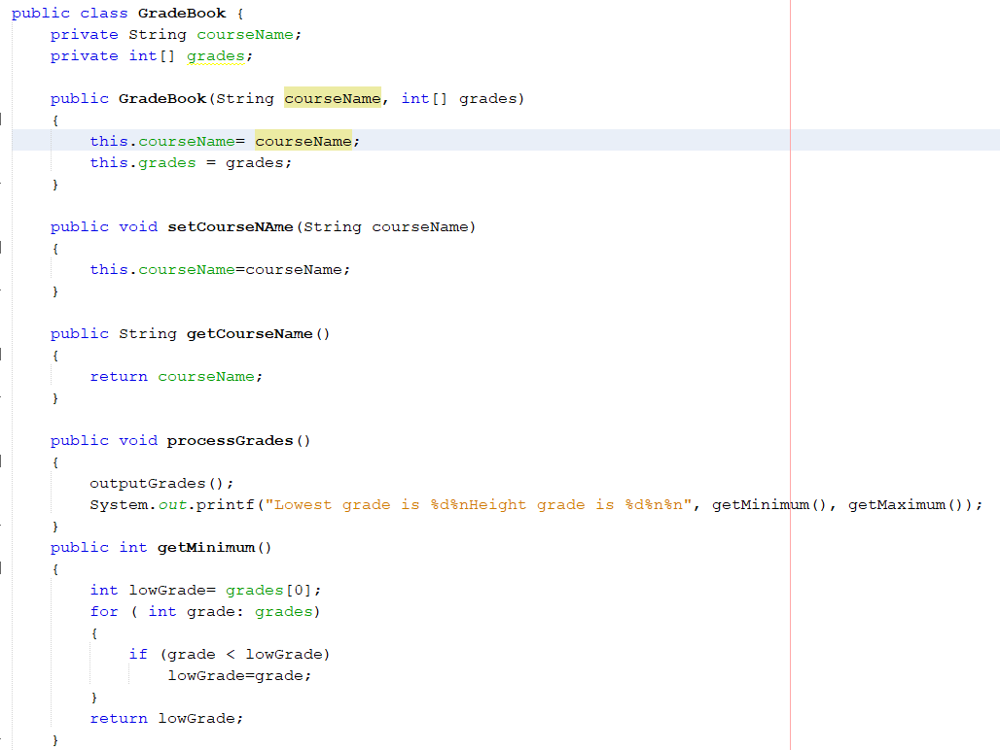 public class GradeBook {
private String courseName;
private int[] grades;
public GradeBook(String courseName, int[] grades)
{
this.courseName= courseName;
this.grades = grades;
}
public void setCourseNAme(String courseName)
{
this.courseName=courseName;
}
public String getCourseName()
{
return courseName;
}
public void processGrades()
{
outputGrades();
System.out.printf("Lowest grade is %d%nHeight grade is %d%n%n", getMinimum(), getMaximum());
}
public int getMinimum()
{
int lowGrade= grades[0];
for ( int grade: grades)
{
if (grade < lowGrade)
lowGrade=grade;
}
return lowGrade;
}